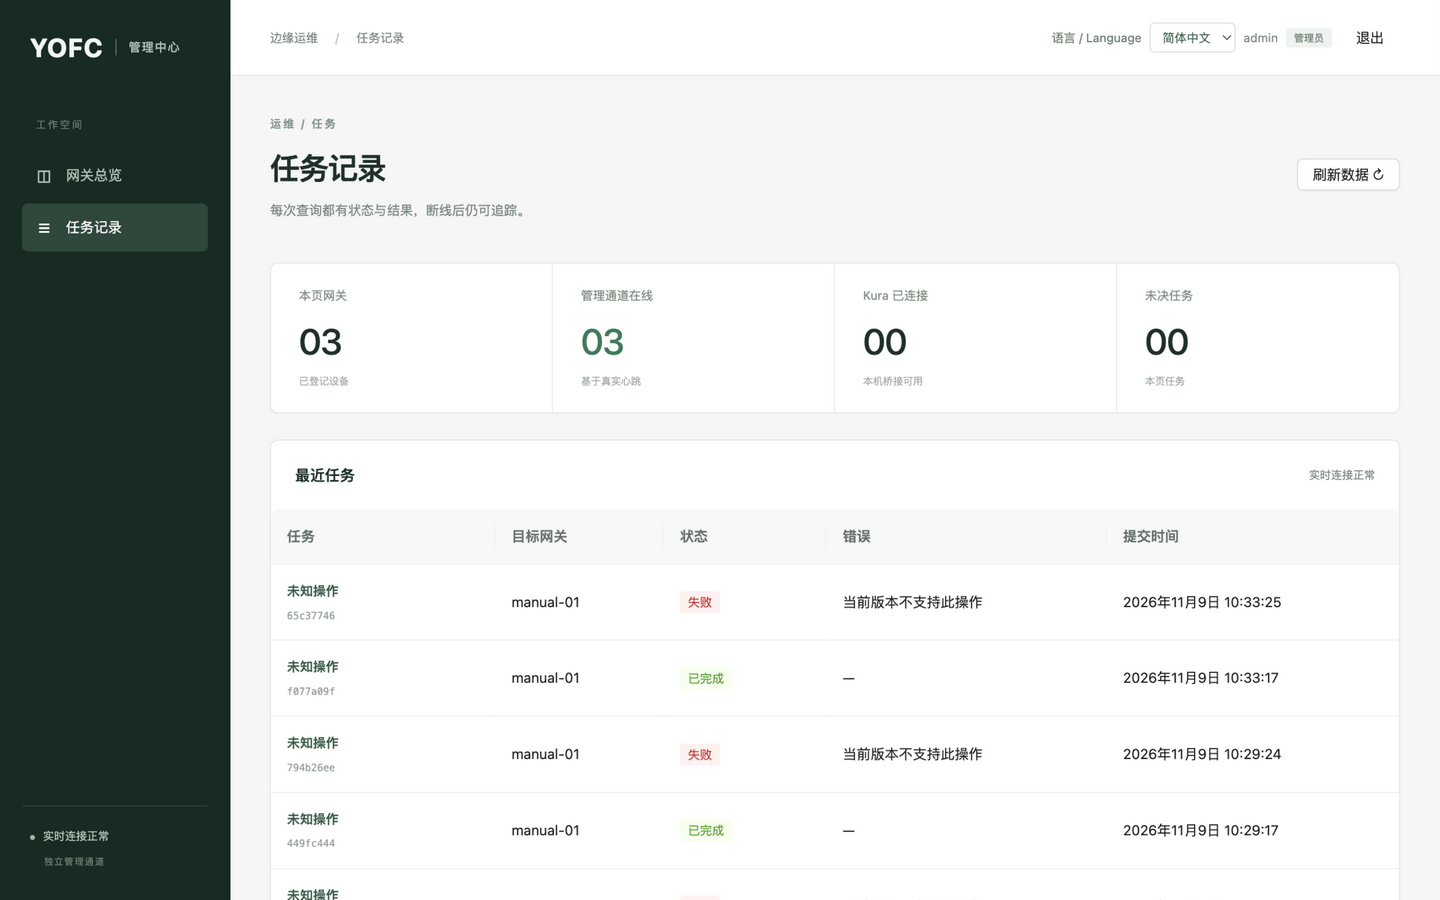 YOFC
管理中心
工作空间
网关总览
任务记录
实时连接正常
独立管理通道
边缘运维 / 任务记录
语言 / Language
简体中文
admin
管理员
退出
运维 / 任务
任务记录
每次查询都有状态与结果，断线后仍可追踪。
刷新数据
本页网关
03
已登记设备
管理通道在线
03
基于真实心跳
Kura 已连接
00
本机桥接可用
未决任务
00
本页任务
最近任务
实时连接正常
任务 目标网关 状态 错误 提交时间
未知操作
65c37746
manual-01 失败 当前版本不支持此操作 2026年11月9日 10:33:25
未知操作
f077a09f
manual-01 已完成 — 2026年11月9日 10:33:17
未知操作
794b26ee
manual-01 失败 当前版本不支持此操作 2026年11月9日 10:29:24
未知操作
449fc444
manual-01 已完成 — 2026年11月9日 10:29:17
未知操作